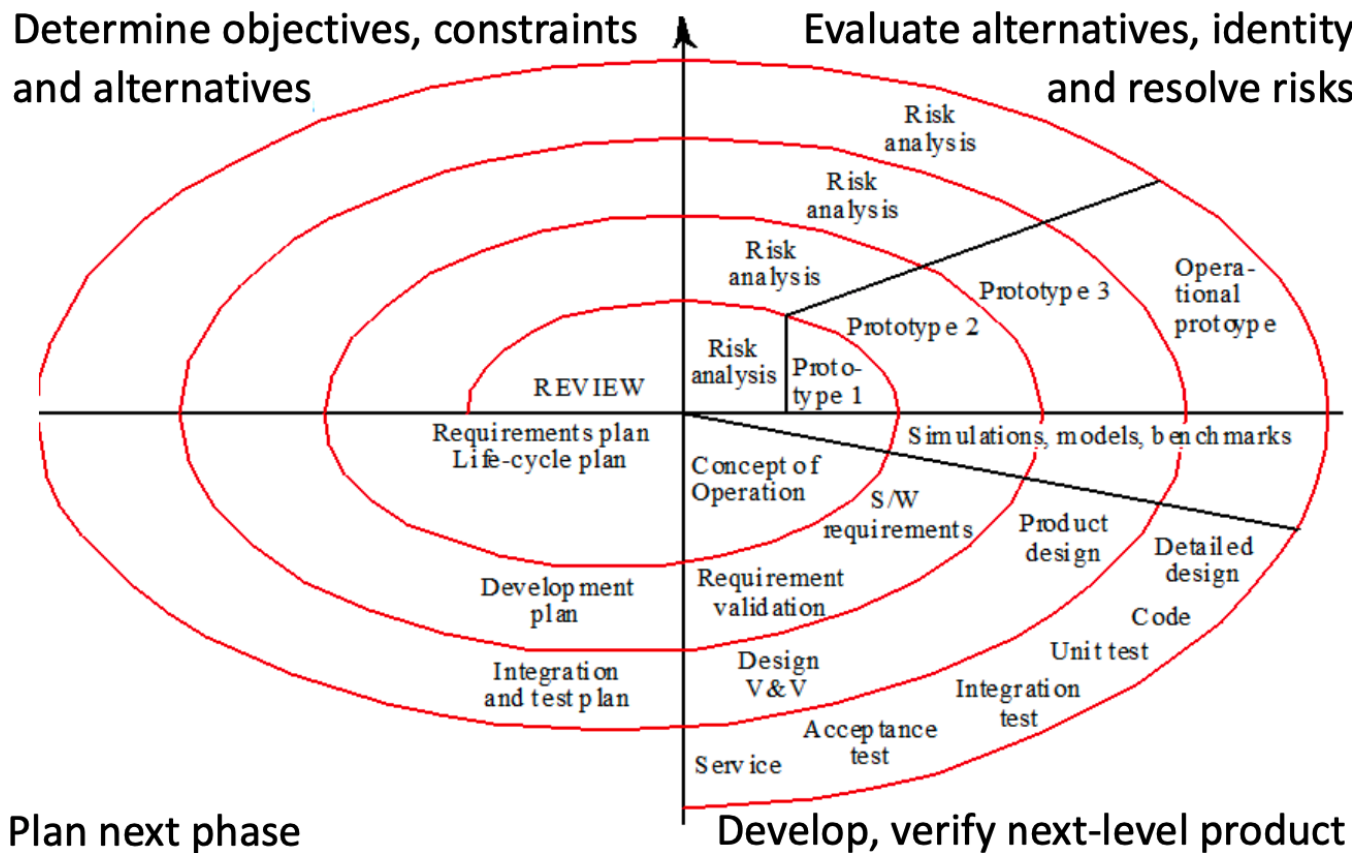 Determine objectives, constraints
and alternatives
Evaluate alternatives, identity
and resolve risks
Risk
analysis
Risk
analysis
Risk
analysis
Risk
analysis
Proto-
type 1
Prototype 2
Prototype 3
Opera-
tional
protoype
REVIEW
Requirements plan
Life-cycle plan
Development
plan
Integration
and test plan
Simulations, models, benchmarks
Concept of
Operation
S/W
requirements
Requirement
validation
Product
design
Design
V&V
Detailed
design
Code
Unit test
Integration
test
Acceptance
test
Service
Plan next phase
Develop, verify next-level product